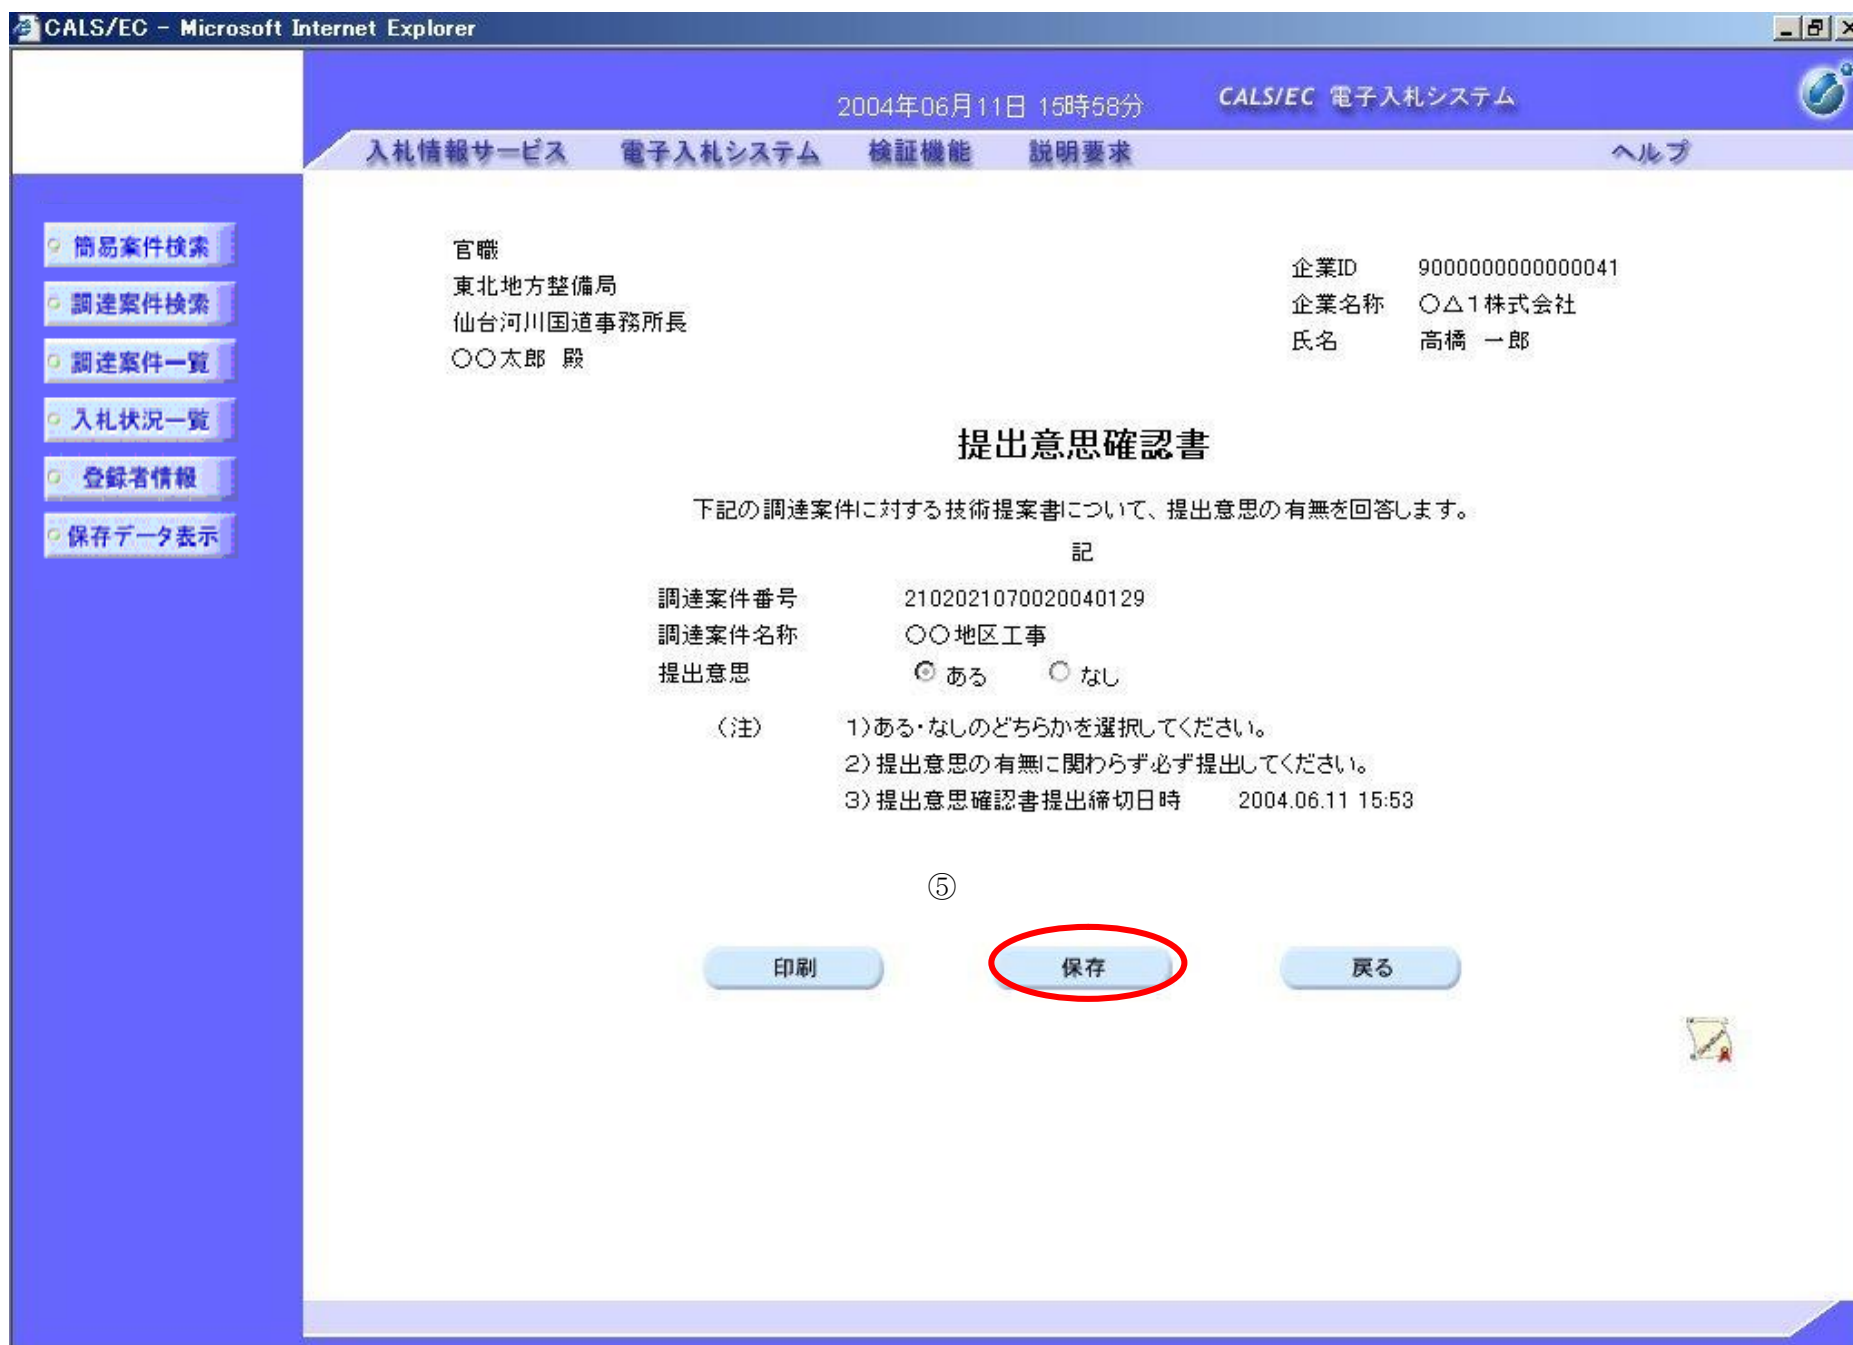 CALS/EC - Microsoft Internet Explorer
2004年06月11日 15時58分
CALS/EC 電子入札システム
入札情報サービス 電子入札システム 検証機能 説明要求 ヘルプ
簡易案件検索
調達案件検索
調達案件一覧
入札状況一覧
登録者情報
保存データ表示
官職
東北地方整備局
仙台河川国道事務所長
〇〇太郎 殿
企業ID 9000000000000041
企業名称 〇△1株式会社
氏名 高橋 一郎
提出意思確認書
下記の調達案件に対する技術提案書について、提出意思の有無を回答します。
記
調達案件番号 2102021070020040129
調達案件名称 〇〇地区工事
提出意思 ある なし
（注） 1)ある・なしのどちらかを選択してください。
2)提出意思の有無に関わらず必ず提出してください。
3)提出意思確認書提出締切日時 2004.06.11 15:53
⑤
印刷 保存 戻る